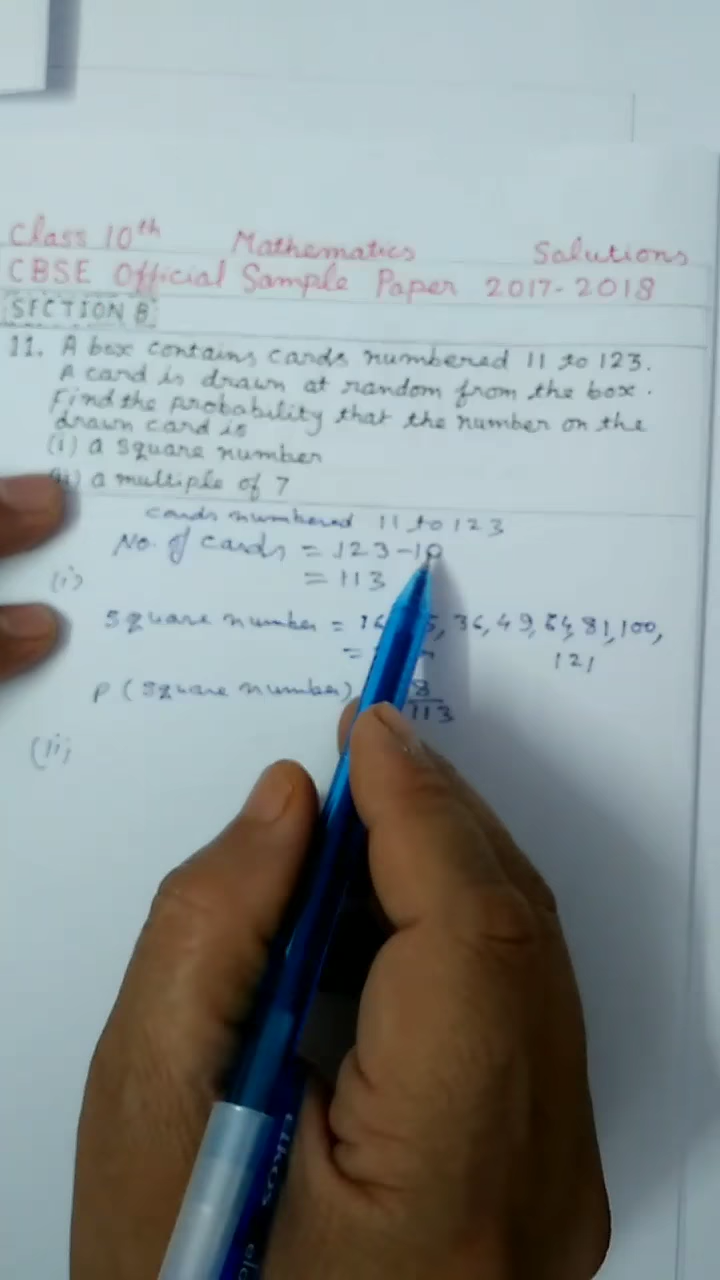 Class 10th Mathematics Solutions
CBSE Official Sample Paper 2017-2018
SECTION B
11. A box contains cards numbered 11 to 123.
A card is drawn at random from the box.
Find the probability that the number on the
drawn card is
(i) a square number
a multiple of 7
cards numbered 11 to 123
No. of cards = 123-10
= 113
(i)
square number = 16, 36, 49, 64, 81, 100,
121
=
P (square number) 8/113
(ii)